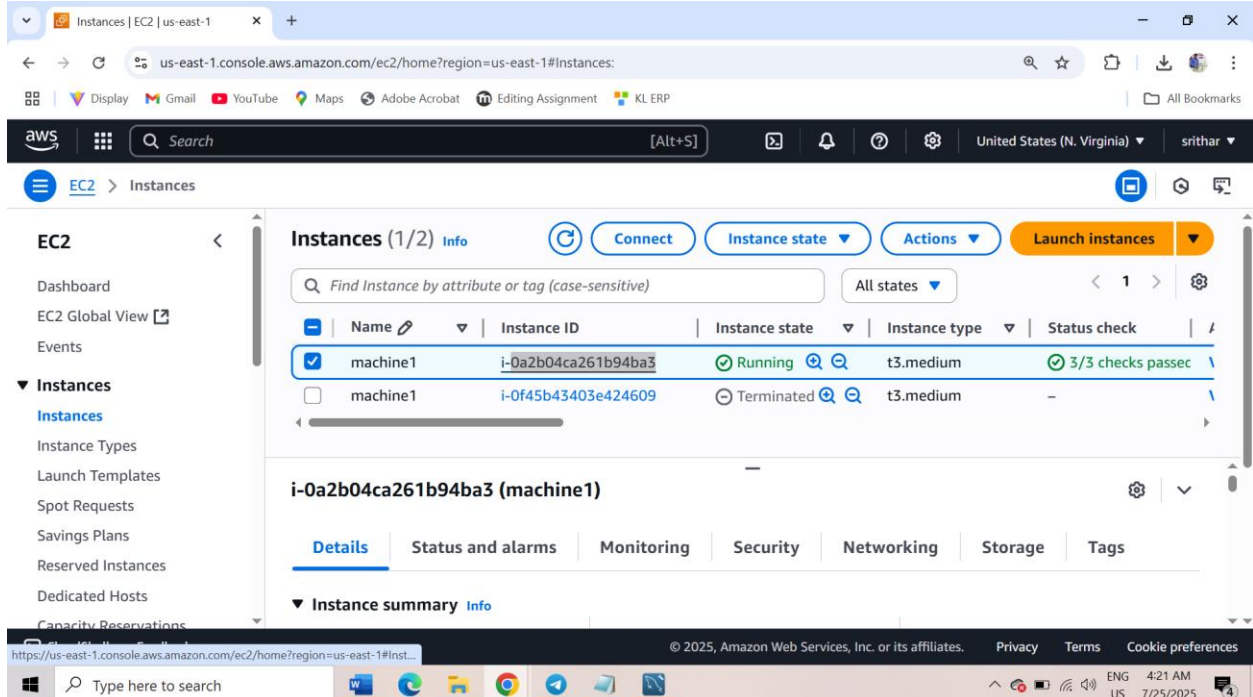 Instances | EC2 | us-east-1
us-east-1.console.aws.amazon.com/ec2/home?region=us-east-1#Instances:
Display Gmail YouTube Maps Adobe Acrobat Editing Assignment KL ERP All Bookmarks
aws Search [Alt+S] United States (N. Virginia) srithar
EC2 > Instances
EC2
Dashboard
EC2 Global View
Events
Instances
Instances
Instance Types
Launch Templates
Spot Requests
Savings Plans
Reserved Instances
Dedicated Hosts
Capacity Reservations
Instances (1/2) Info Connect Instance state Actions Launch instances
Find Instance by attribute or tag (case-sensitive) All states 1
Name Instance ID Instance state Instance type Status check
machine1 i-0a2b04ca261b94ba3 Running t3.medium 3/3 checks passec
machine1 i-0f45b43403e424609 Terminated t3.medium –
i-0a2b04ca261b94ba3 (machine1)
Details Status and alarms Monitoring Security Networking Storage Tags
Instance summary Info
https://us-east-1.console.aws.amazon.com/ec2/home?region=us-east-1#Inst...
© 2025, Amazon Web Services, Inc. or its affiliates. Privacy Terms Cookie preferences
Type here to search
ENG 4:21 AM
US 7/25/2025
4